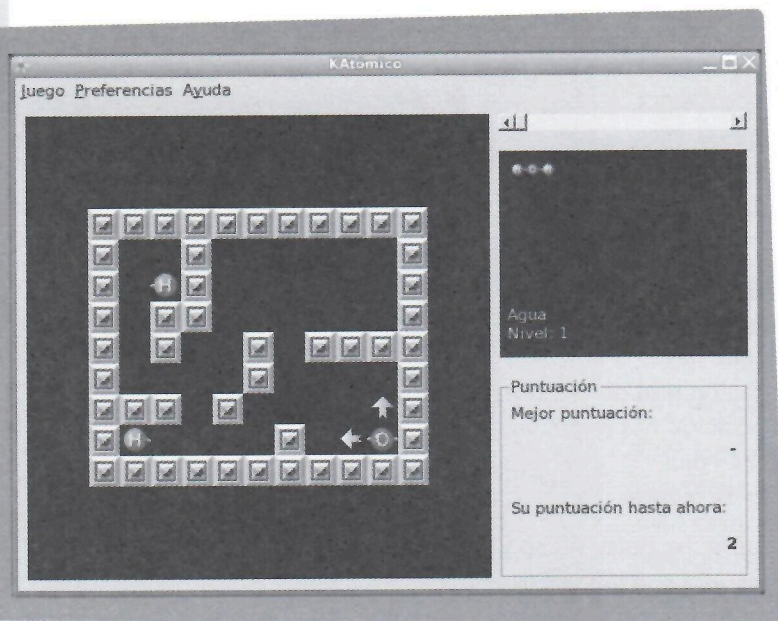 KAtomico
Juego Preferencias Ayuda
H
H
O
Agua
Nivel: 1
Puntuación
Mejor puntuación:
-
Su puntuación hasta ahora:
2